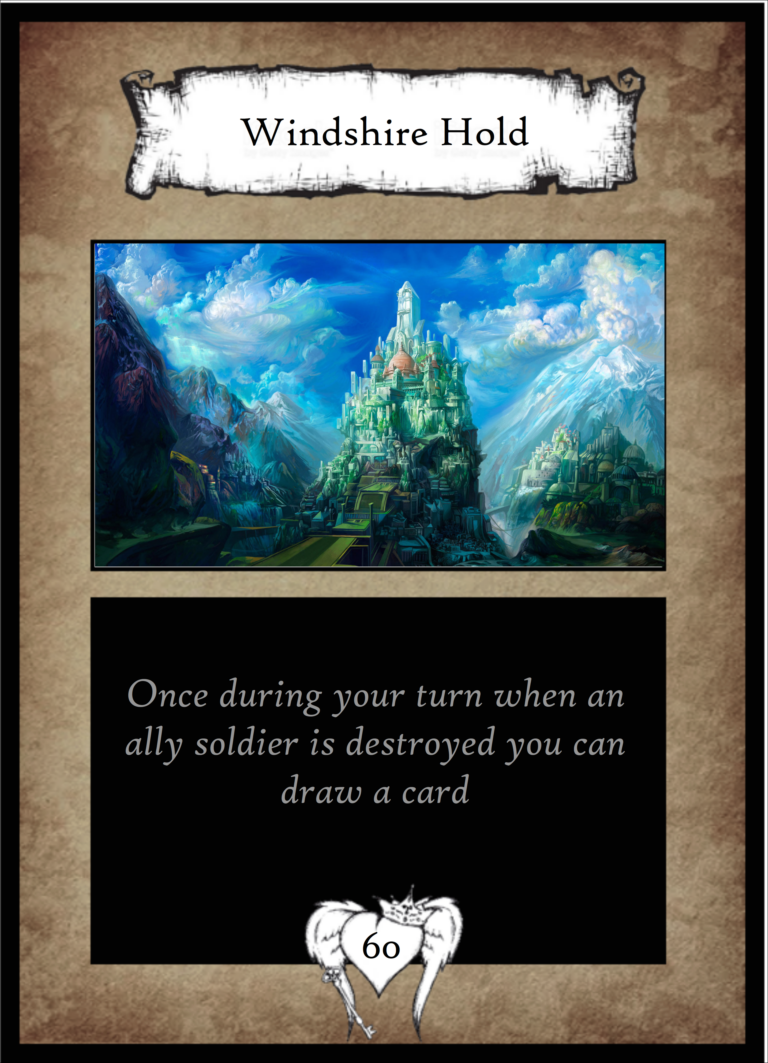 Windshire Hold
Once during your turn when an
ally soldier is destroyed you can
draw a card
60